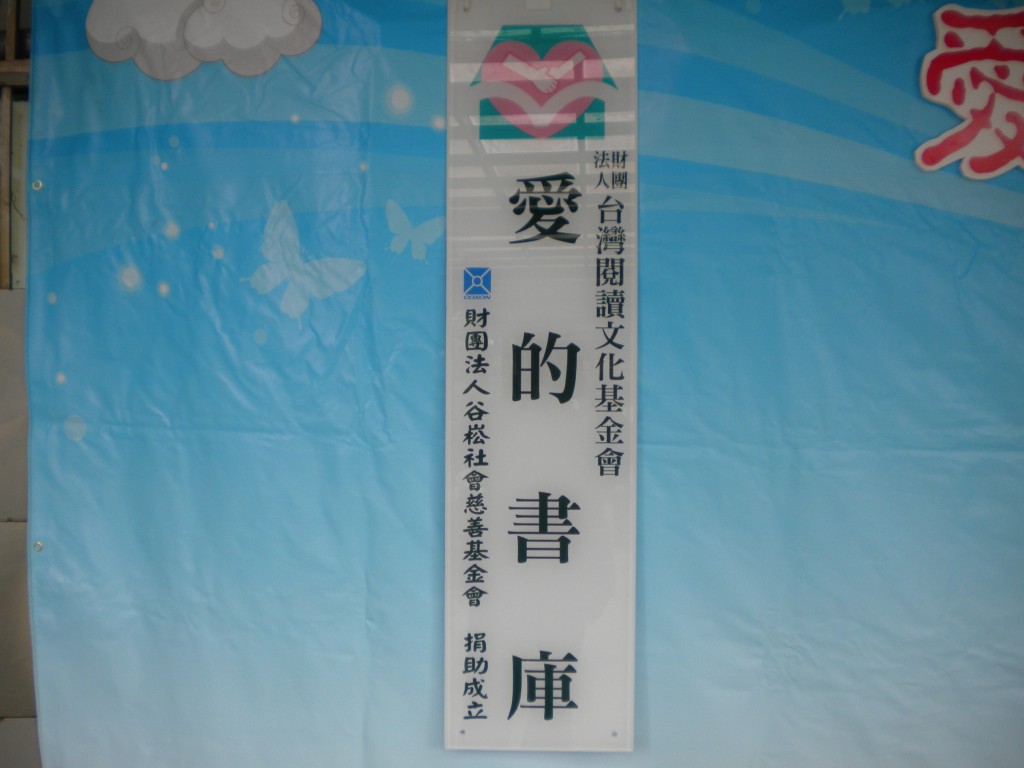 財團法人台灣閱讀文化基金會
愛的書庫
COXON
財團法人谷崧社會慈善基金會 捐助成立
愛